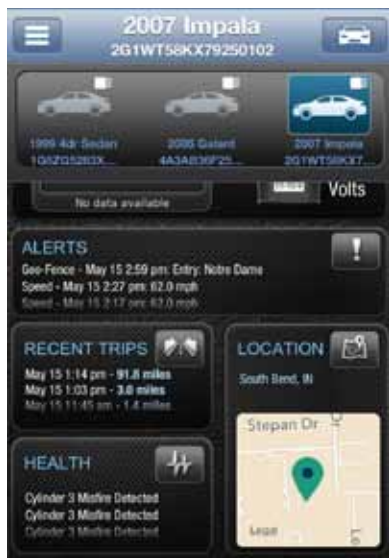 2007 Impala
2G1WT58KX79250102
1999 4dr Sedan
2005 Galant
2007 Impala
1G8ZG5283X...
4A3AB36F25...
2G1WT58KX7...
No data available
Volts
ALERTS
Geo-Fence - May 15 2:59 pm: Entry: Notre Dame
Speed - May 15 2:27 pm: 62.0 mph
Speed - May 15 2:17 pm: 62.0 mph
RECENT TRIPS
May 15 1:14 pm - 91.8 miles
May 15 1:03 pm - 3.8 miles
May 15 11:45 am - 1.4 miles
LOCATION
South Bend, IN
Stepan Dr
Legal
HEALTH
Cylinder 3 Misfire Detected
Cylinder 3 Misfire Detected
Cylinder 3 Misfire Detected